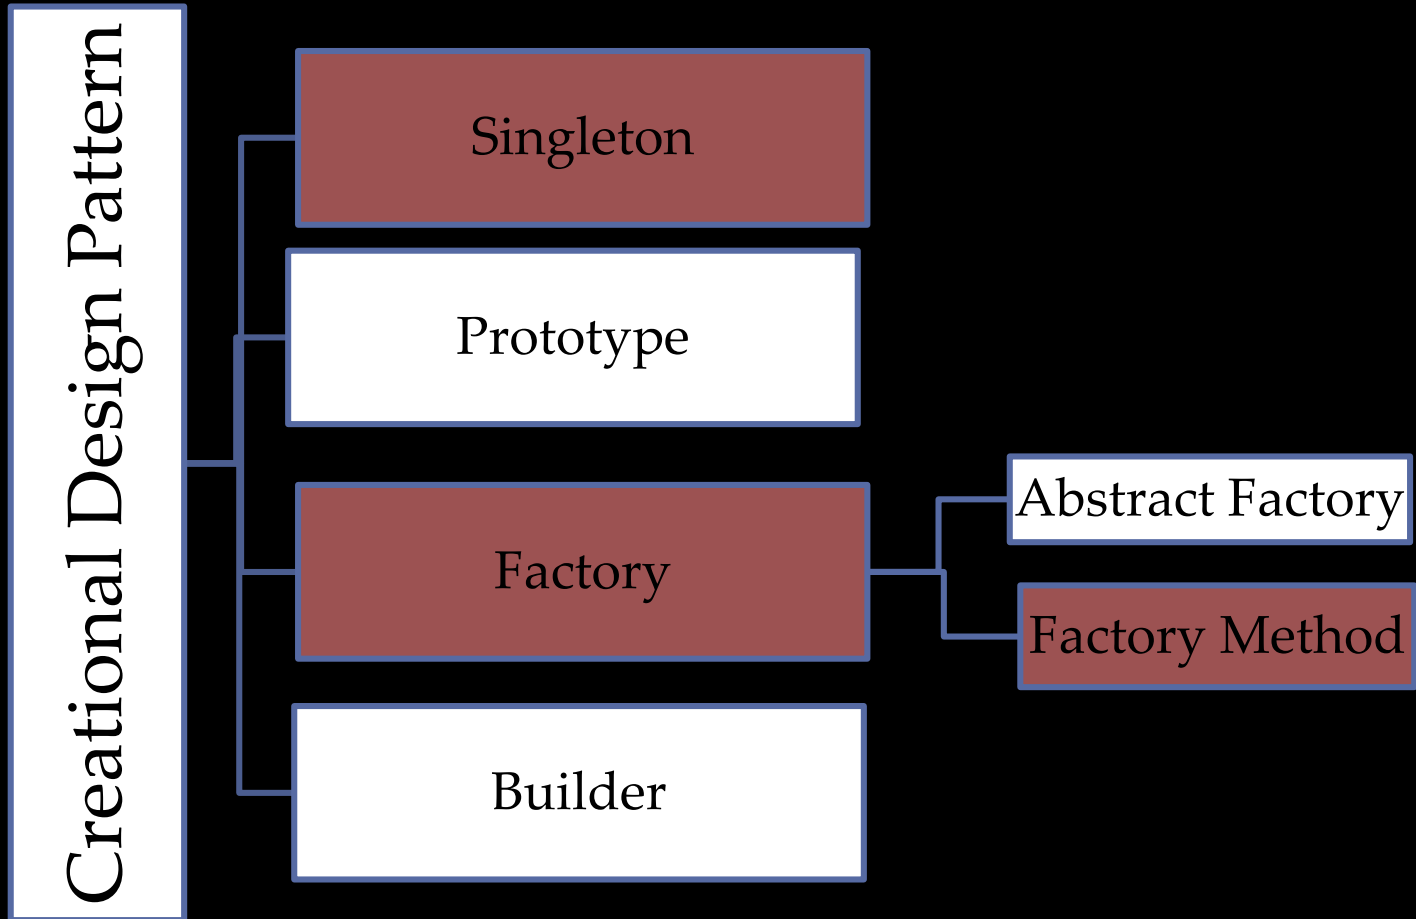 Creational Design Pattern
Singleton
Prototype
Factory
Abstract Factory
Factory Method
Builder